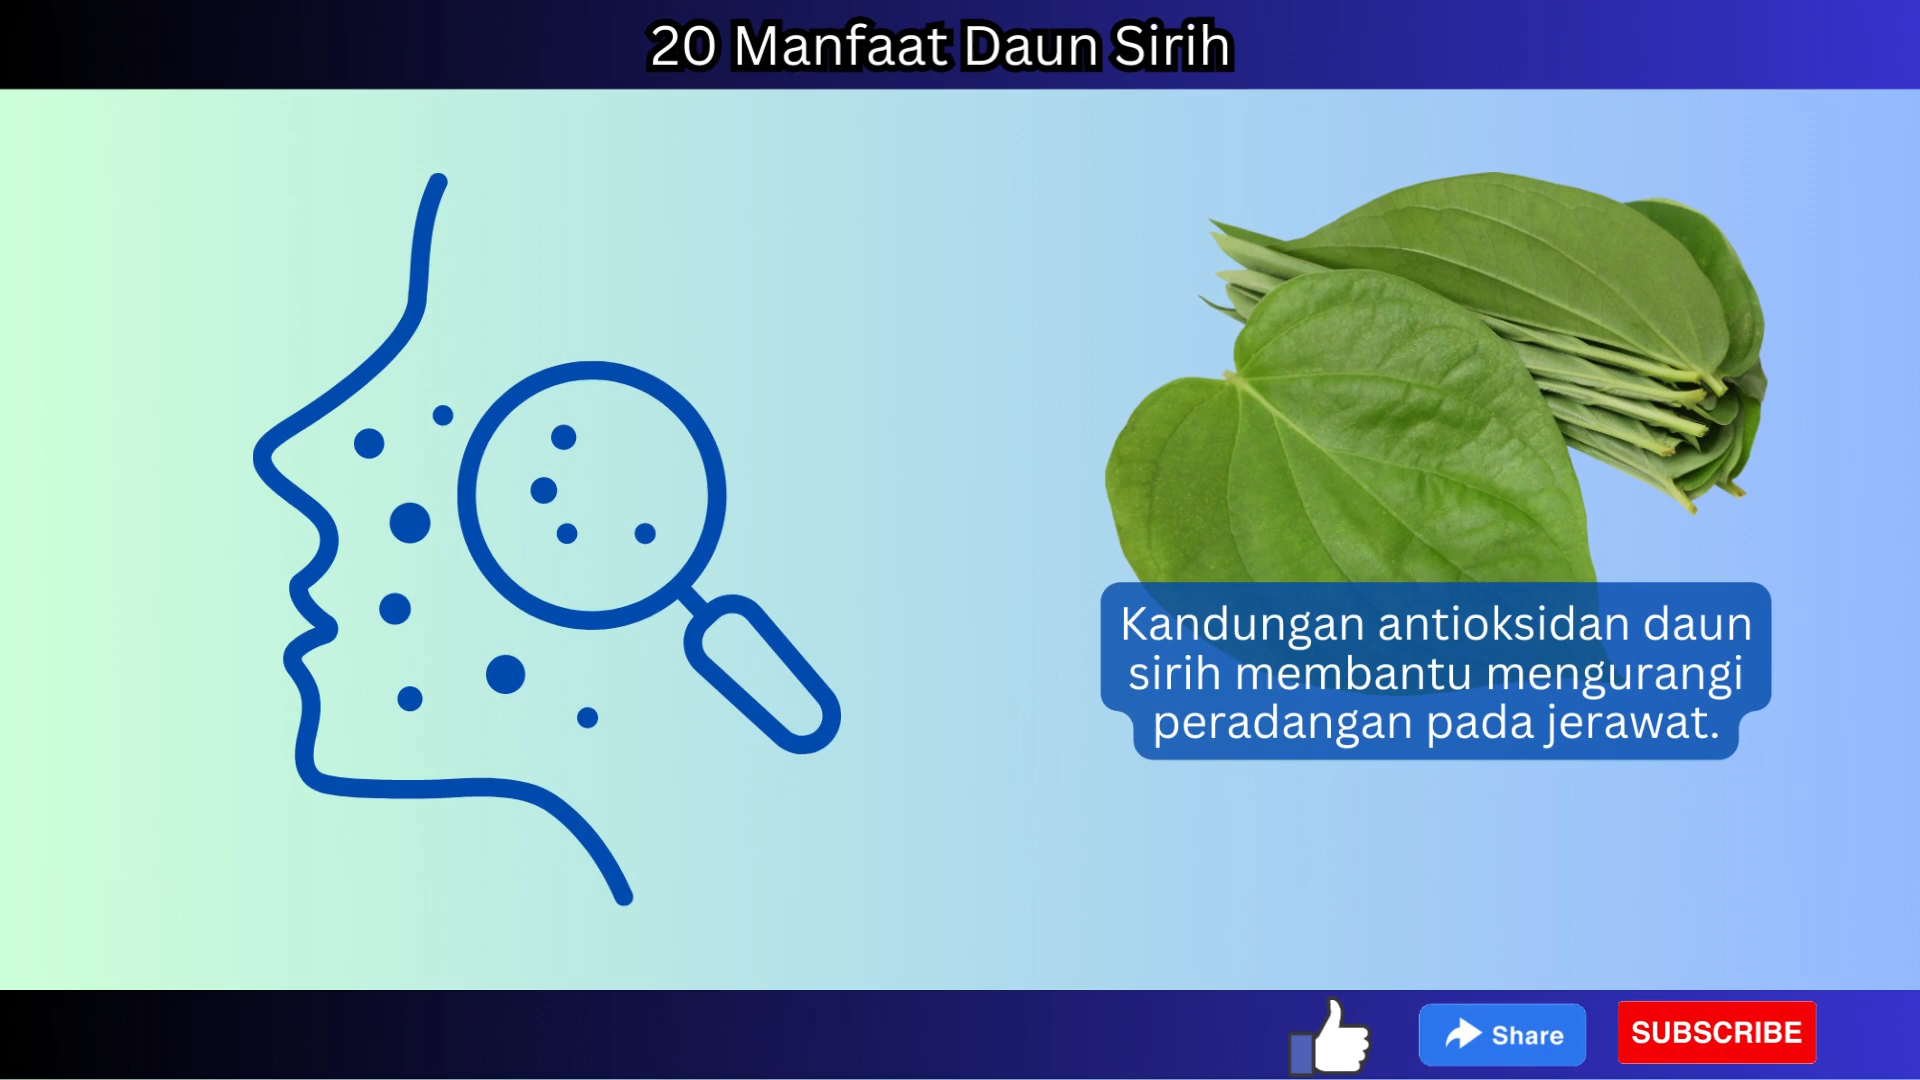 20 Manfaat Daun Sirih
Kandungan antioksidan daun
sirih membantu mengurangi
peradangan pada jerawat.
Share
SUBSCRIBE